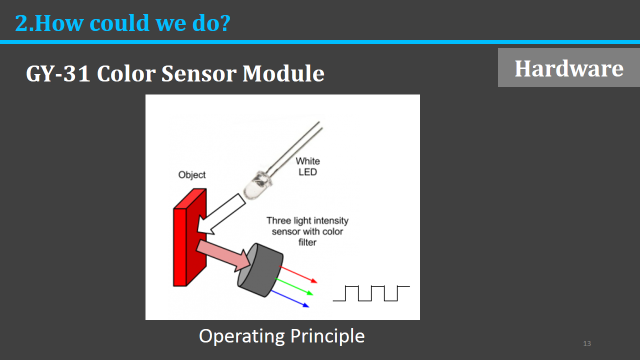 2.How could we do?
Hardware
GY-31 Color Sensor Module
White
LED
Object
Three light intensity
sensor with color
filter
Operating Principle
13